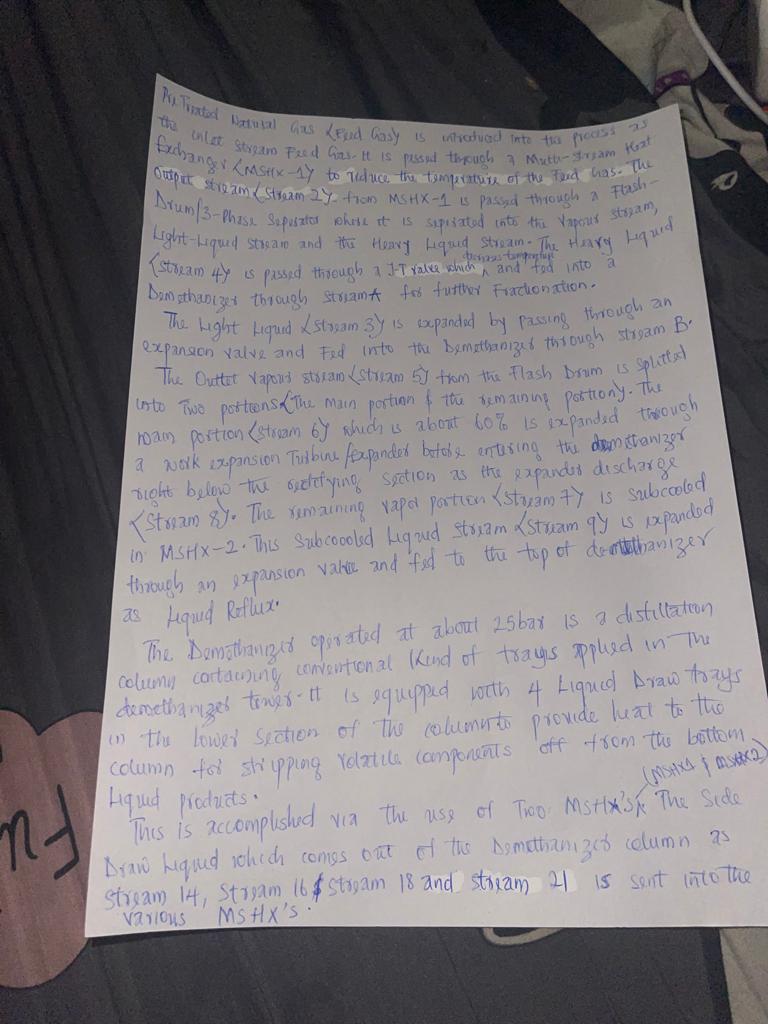 Pre Treated Natural Gas <Feed Gas> is introduced into the process as
the inlet stream Feed Gas. It is passed through a Multi-stream Heat
Exchanger <MSHX-1> to reduce the temperature of the Feed Gas. The
output stream <stream 2> from MSHX-1 is passed through a Flash-
Drum/3-Phase Seperator where it is seperated into the Vapour stream,
Light-Liquid stream and the Heavy Liquid Stream. The Heavy Liquid
<stream 4> is passed through a J-T valve which decreases temperature and fed into a
Demethanizer through stream A for further Fractionation.
The Light Liquid <stream 3> is expanded by passing through an
expansion valve and Fed into the Demethanizer through stream B.
The Outlet Vapour stream <stream 5> from the Flash Drum is splitted
into Two portions <The main portion & the remaining portion>. The
main portion <stream 6> which is about 60% is expanded through
a work expansion Turbine/expander before entering the demethanizer
right below the rectifying section as the expander discharge
<Stream 8>. The remaining vapor portion <stream 7> is subcooled
in MSHX-2. This Subcooled Liquid stream <Stream 9> is expanded
through an expansion valve and fed to the top of demethanizer
as Liquid Reflux.
The Demethanizer operated at about 25bar is a distillation
column containing conventional kind of trays applied in The
demethanizer tower. It is equipped with 4 Liquid Draw trays
in the lower section of the column to provide heat to the
column for stripping volatile components off from the bottom
Liquid products.
This is accomplished via the use of Two MSHX's (MSHX1 & MSHX2). The Side
Draw Liquid which comes out of the Demethanizer column as
stream 14, Stream 16 & Stream 18 and stream 21 is sent into the
various MSHX's.
Fu